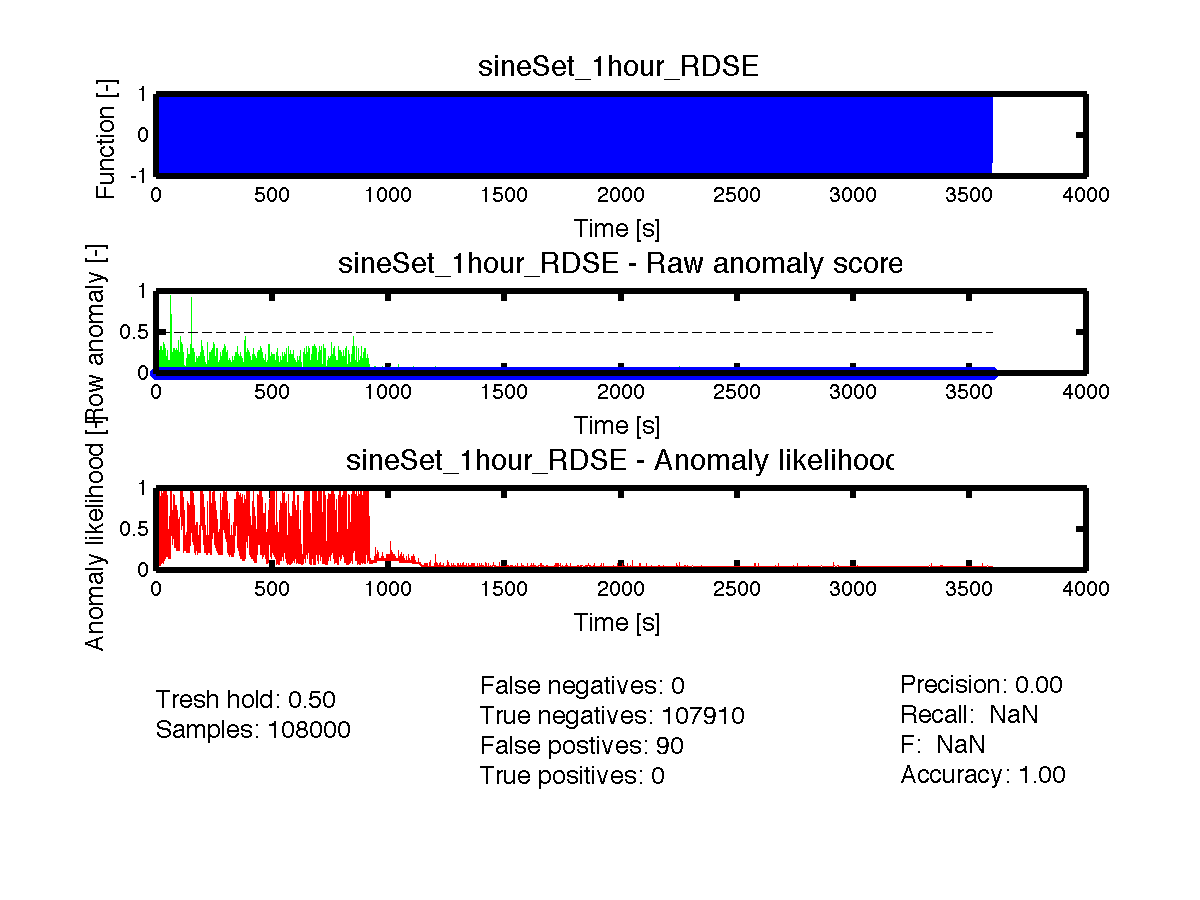 sineSet_1hour_RDSE
Function [-]
1
0
-1
0 500 1000 1500 2000 2500 3000 3500 4000
Time [s]
sineSet_1hour_RDSE - Raw anomaly score
Row anomaly [-]
1
0.5
0
0 500 1000 1500 2000 2500 3000 3500 4000
Time [s]
sineSet_1hour_RDSE - Anomaly likelihood
Anomaly likelihood [-]
1
0.5
0
0 500 1000 1500 2000 2500 3000 3500 4000
Time [s]
Tresh hold: 0.50
Samples: 108000
False negatives: 0
True negatives: 107910
False postives: 90
True positives: 0
Precision: 0.00
Recall: NaN
F: NaN
Accuracy: 1.00